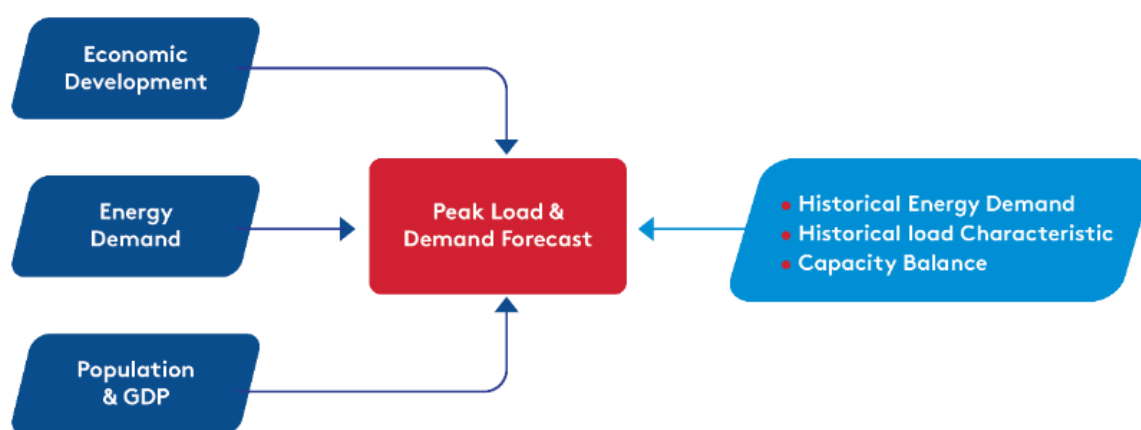 Economic
Development
Energy
Demand
Population
& GDP
Peak Load &
Demand Forecast
• Historical Energy Demand
• Historical load Characteristic
• Capacity Balance